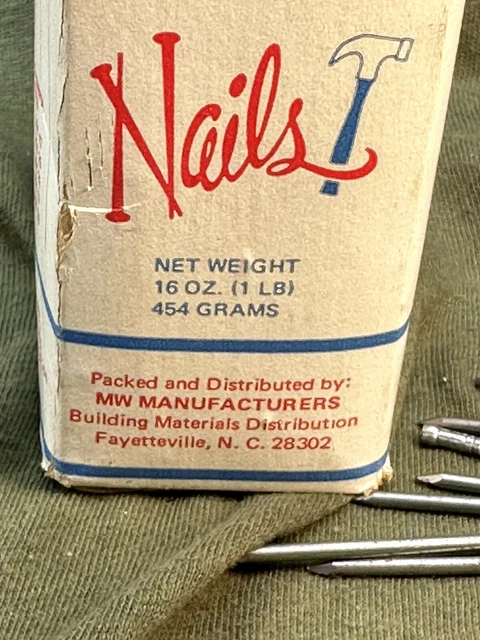 Nails
NET WEIGHT
16 OZ. (1 LB)
454 GRAMS
Packed and Distributed by:
MW MANUFACTURERS
Building Materials Distribution
Fayetteville, N. C. 28302